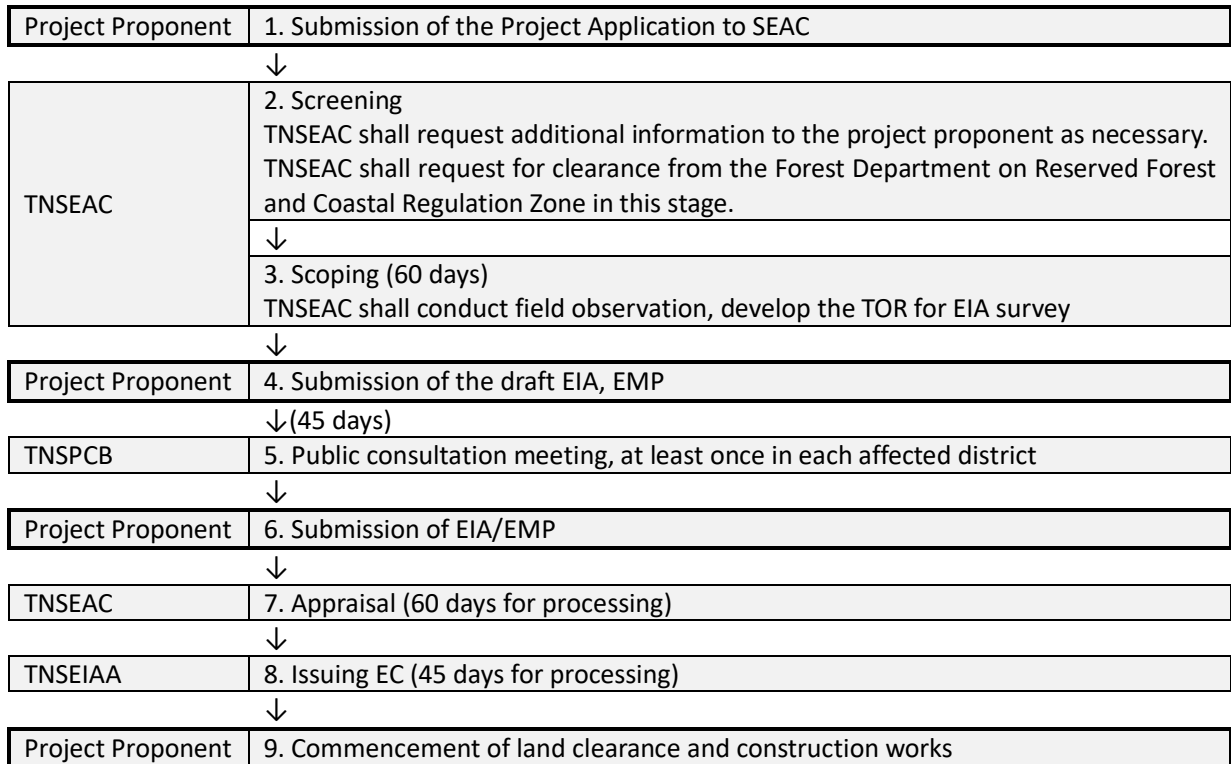 Project Proponent 1. Submission of the Project Application to SEAC
↓
2. Screening
TNSEAC shall request additional information to the project proponent as necessary.
TNSEAC shall request for clearance from the Forest Department on Reserved Forest
TNSEAC and Coastal Regulation Zone in this stage.
↓
3. Scoping (60 days)
TNSEAC shall conduct field observation, develop the TOR for EIA survey
↓
Project Proponent 4. Submission of the draft EIA, EMP
↓(45 days)
TNSPCB 5. Public consultation meeting, at least once in each affected district
↓
Project Proponent 6. Submission of EIA/EMP
↓
TNSEAC 7. Appraisal (60 days for processing)
↓
TNSEIAA 8. Issuing EC (45 days for processing)
↓
Project Proponent 9. Commencement of land clearance and construction works